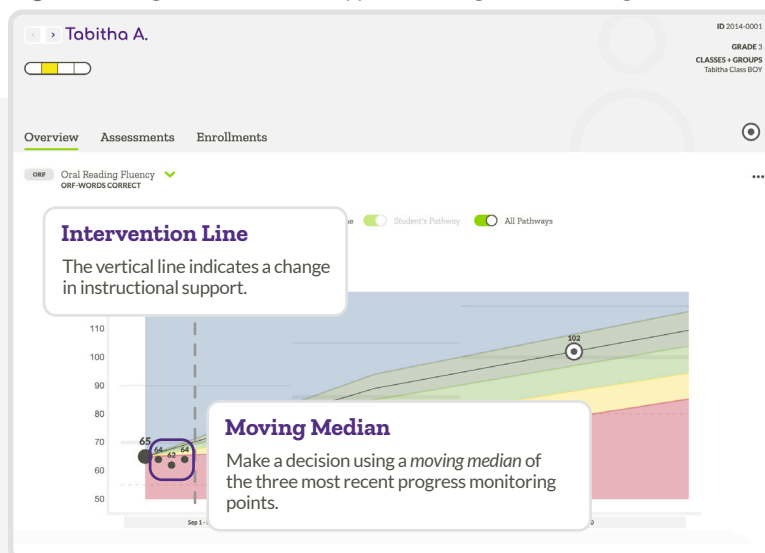 Tabitha A.
ID 2014-0001
GRADE 3
CLASSES + GROUPS
Tabitha Class BOY
Overview Assessments Enrollments
ORF Oral Reading Fluency
ORF-WORDS CORRECT
Student's Pathway All Pathways
Intervention Line
The vertical line indicates a change
in instructional support.
110
100
90
80
70
60
50
102
65
64
62
64
Moving Median
Make a decision using a moving median of
the three most recent progress monitoring
points.
Sep 1 -